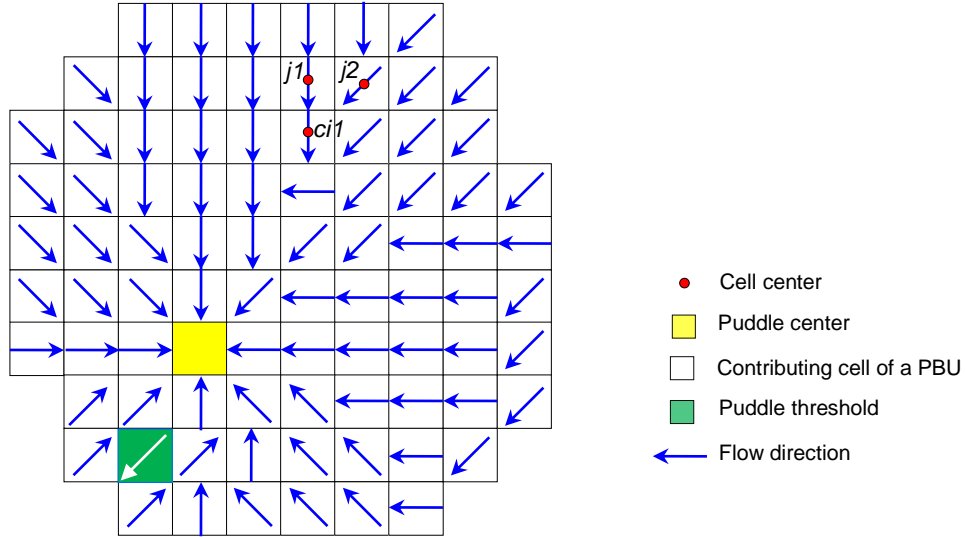 j1 j2
ci1
Cell center
Puddle center
Contributing cell of a PBU
Puddle threshold
Flow direction